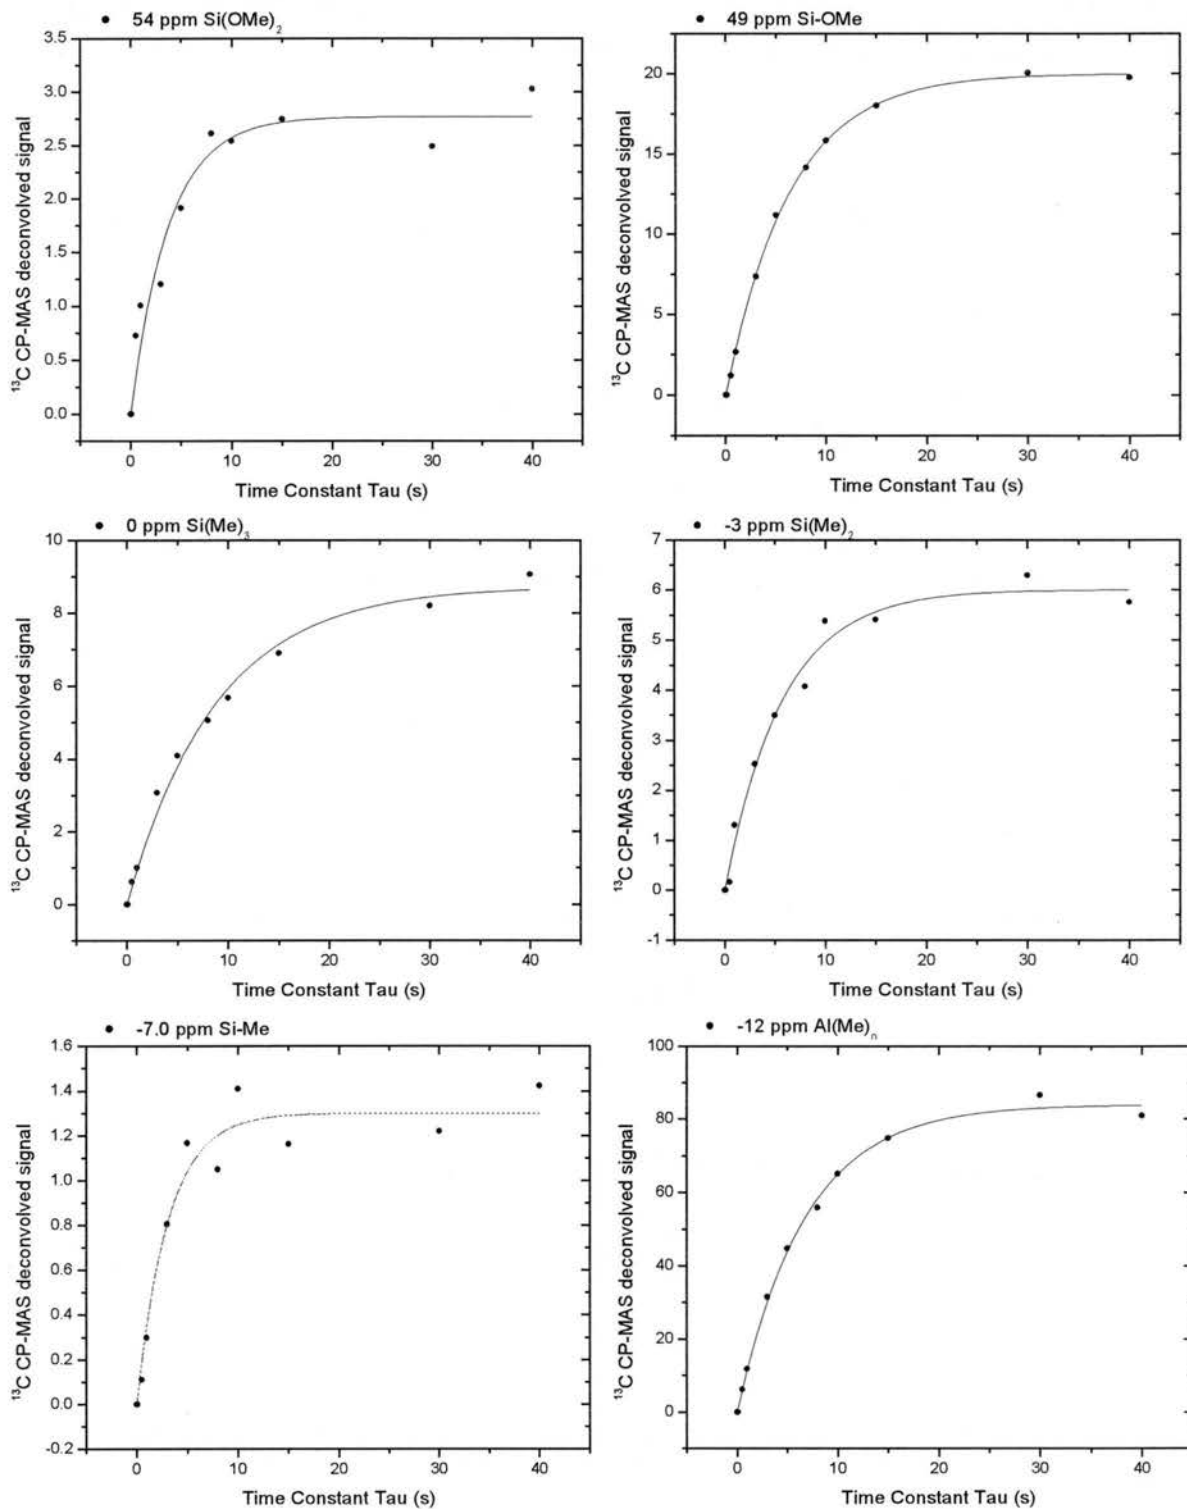 54 ppm Si(OMe)₂
3.5
3.0
2.5
2.0
1.5
1.0
0.5
0.0
¹³C CP-MAS deconvolved signal
0 10 20 30 40
Time Constant Tau (s)
49 ppm Si-OMe
20
15
10
5
0
¹³C CP-MAS deconvolved signal
0 10 20 30 40
Time Constant Tau (s)
0 ppm Si(Me)₃
10
8
6
4
2
0
¹³C CP-MAS deconvolved signal
0 10 20 30 40
Time Constant Tau (s)
-3 ppm Si(Me)₂
7
6
5
4
3
2
1
0
-1
¹³C CP-MAS deconvolved signal
0 10 20 30 40
Time Constant Tau (s)
-7.0 ppm Si-Me
1.6
1.4
1.2
1.0
0.8
0.6
0.4
0.2
0.0
-0.2
¹³C CP-MAS deconvolved signal
0 10 20 30 40
Time Constant Tau (s)
-12 ppm Al(Me)ₙ
100
80
60
40
20
0
¹³C CP-MAS deconvolved signal
0 10 20 30 40
Time Constant Tau (s)